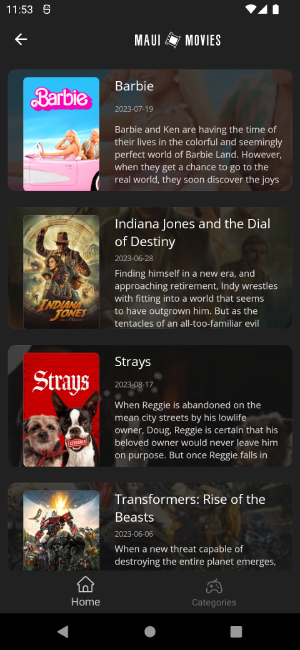 11:53
MAUI MOVIES
Barbie
Barbie
2023-07-19
Barbie and Ken are having the time of
their lives in the colorful and seemingly
perfect world of Barbie Land. However,
when they get a chance to go to the
real world, they soon discover the joys
INDIANA
JONES
Indiana Jones and the Dial
of Destiny
2023-06-28
Finding himself in a new era, and
approaching retirement, Indy wrestles
with fitting into a world that seems
to have outgrown him. But as the
tentacles of an all-too-familiar evil
Strays
Strays
2023-08-17
When Reggie is abandoned on the
mean city streets by his lowlife
owner, Doug, Reggie is certain that his
beloved owner would never leave him
on purpose. But once Reggie falls in
Transformers: Rise of the
Beasts
2023-06-06
When a new threat capable of
destroying the entire planet emerges,
Home
Categories